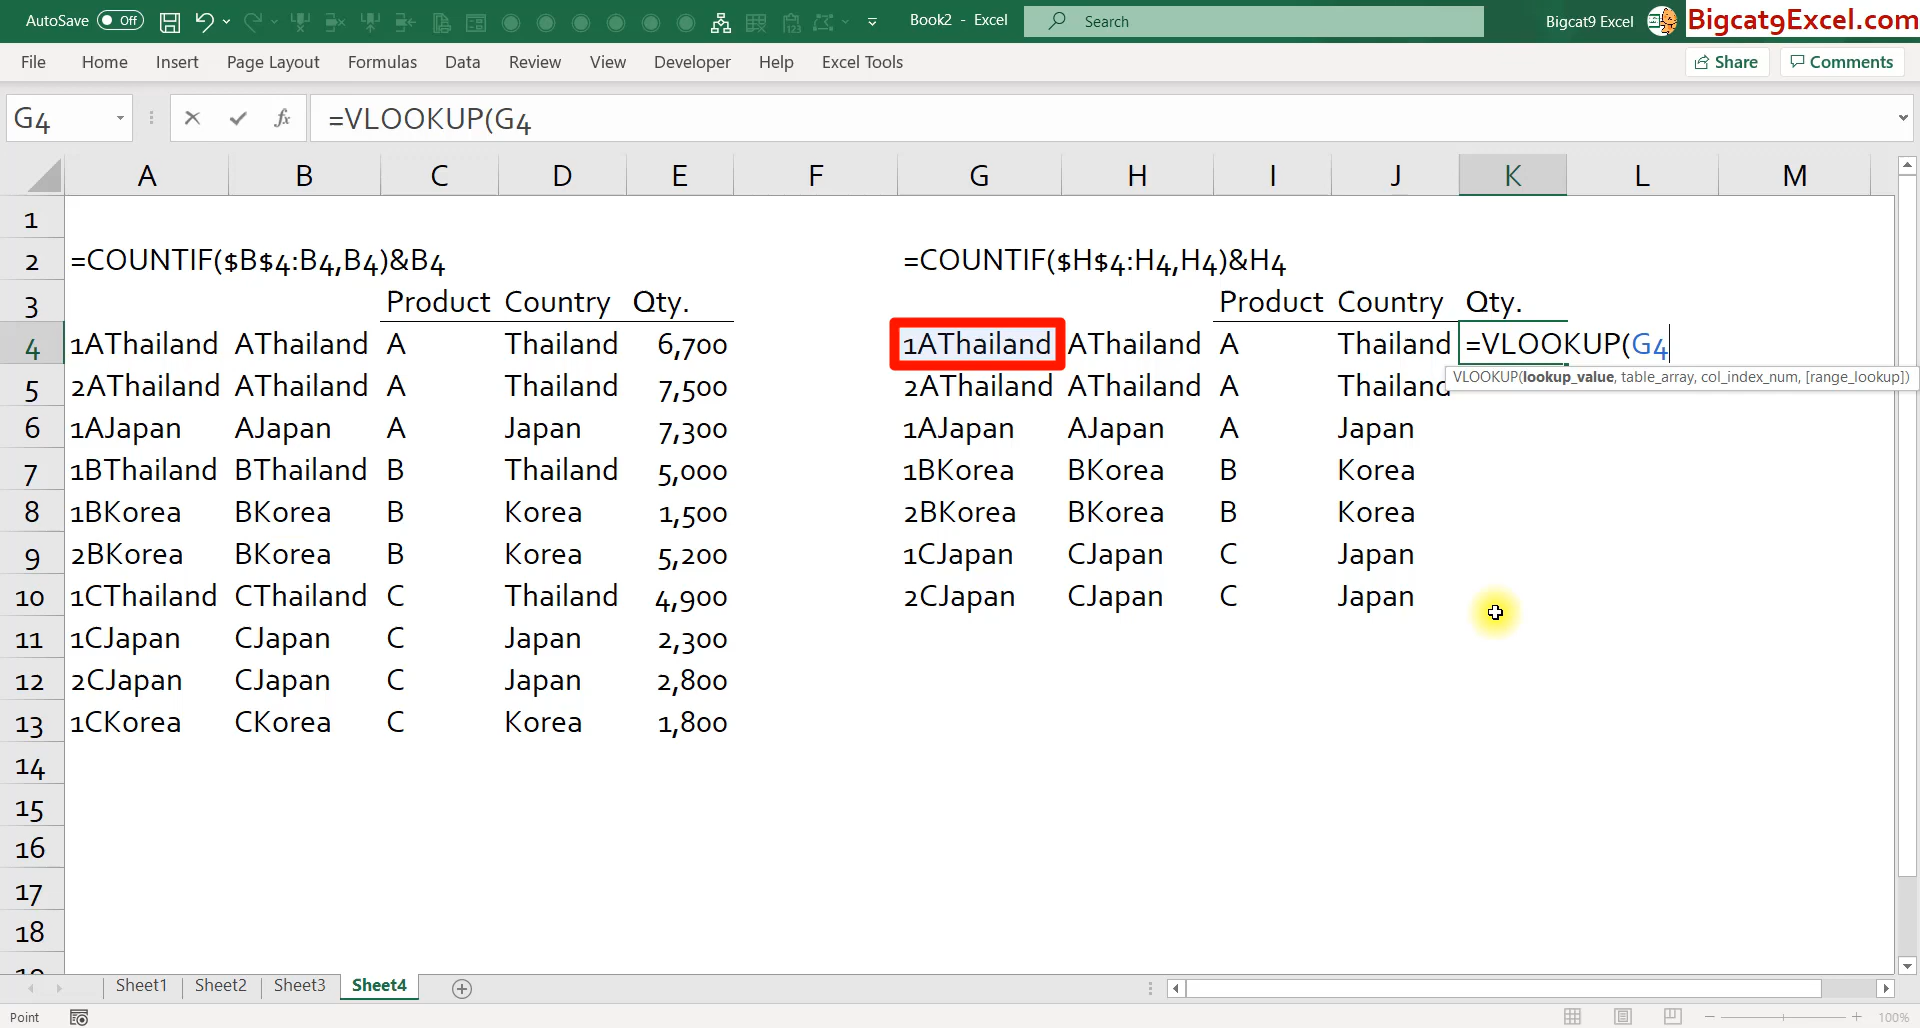 AutoSave Off Book2 - Excel Search Bigcat9 Excel Bigcat9Excel.com
File Home Insert Page Layout Formulas Data Review View Developer Help Excel Tools Share Comments
G4 fx =VLOOKUP(G4
A B C D E F G H I J K L M
1
2 =COUNTIF($B$4:B4,B4)&B4 =COUNTIF($H$4:H4,H4)&H4
3 Product Country Qty. Product Country Qty.
4 1AThailand AThailand A Thailand 6,700 1AThailand AThailand A Thailand =VLOOKUP(G4
VLOOKUP(lookup_value, table_array, col_index_num, [range_lookup])
5 2AThailand AThailand A Thailand 7,500 2AThailand AThailand A Thailand
6 1AJapan AJapan A Japan 7,300 1AJapan AJapan A Japan
7 1BThailand BThailand B Thailand 5,000 1BKorea BKorea B Korea
8 1BKorea BKorea B Korea 1,500 2BKorea BKorea B Korea
9 2BKorea BKorea B Korea 5,200 1CJapan CJapan C Japan
10 1CThailand CThailand C Thailand 4,900 2CJapan CJapan C Japan
11 1CJapan CJapan C Japan 2,300
12 2CJapan CJapan C Japan 2,800
13 1CKorea CKorea C Korea 1,800
14
15
16
17
18
19
Sheet1 Sheet2 Sheet3 Sheet4
Point 100%